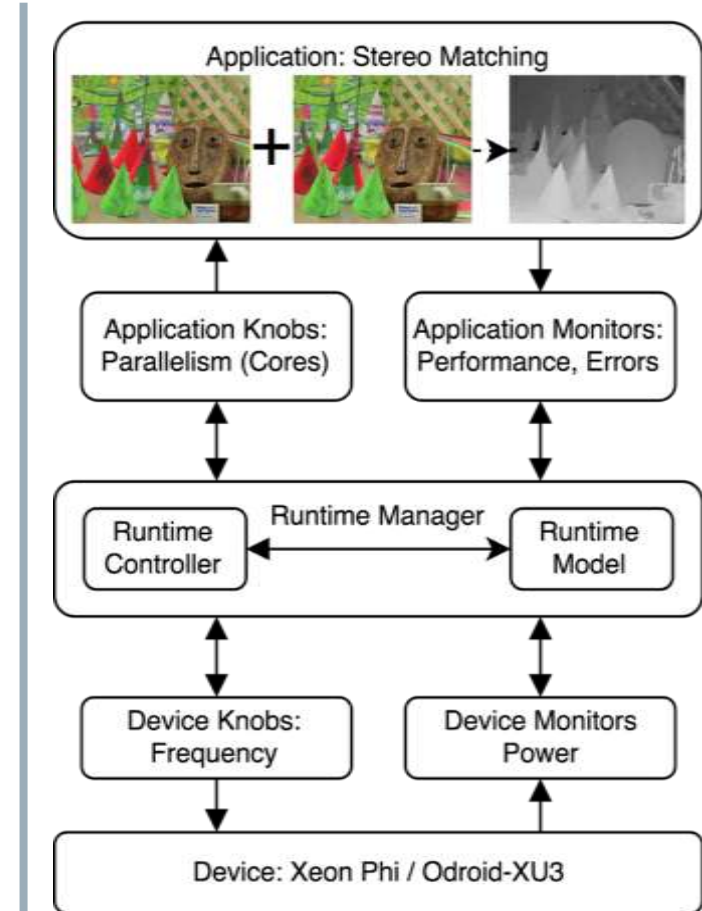 Application: Stereo Matching
+
Application Knobs:
Parallelism (Cores)
Application Monitors:
Performance, Errors
Runtime Manager
Runtime
Controller
Runtime
Model
Device Knobs:
Frequency
Device Monitors
Power
Device: Xeon Phi / Odroid-XU3